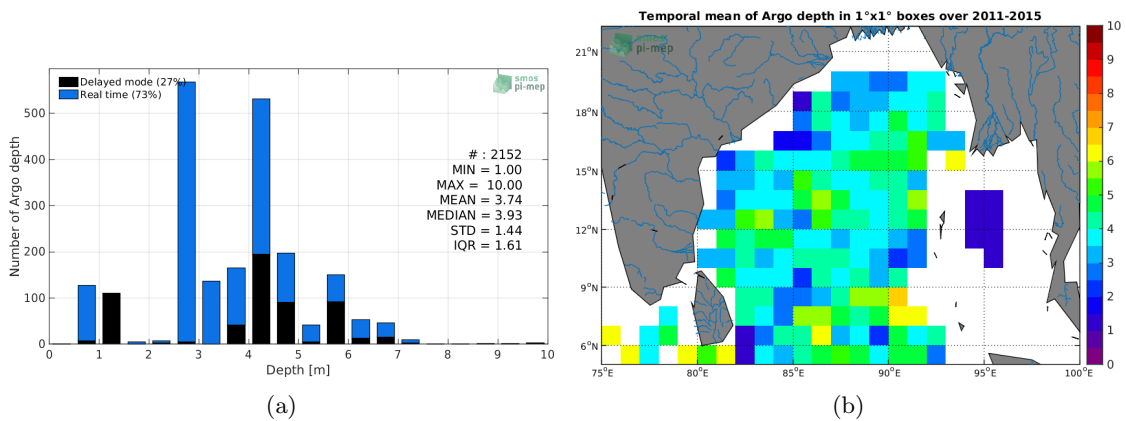 Delayed mode (27%)
Real time (73%)
smos
pi-mep
Number of Argo depth
500
400
300
200
100
0
# : 2152
MIN = 1.00
MAX = 10.00
MEAN = 3.74
MEDIAN = 3.93
STD = 1.44
IQR = 1.61
0 1 2 3 4 5 6 7 8 9 10
Depth [m]
(a)
Temporal mean of Argo depth in 1°x1° boxes over 2011-2015
smos
pi-mep
21°N
18°N
15°N
12°N
9°N
6°N
75°E 80°E 85°E 90°E 95°E 100°E
10
9
8
7
6
5
4
3
2
1
0
(b)